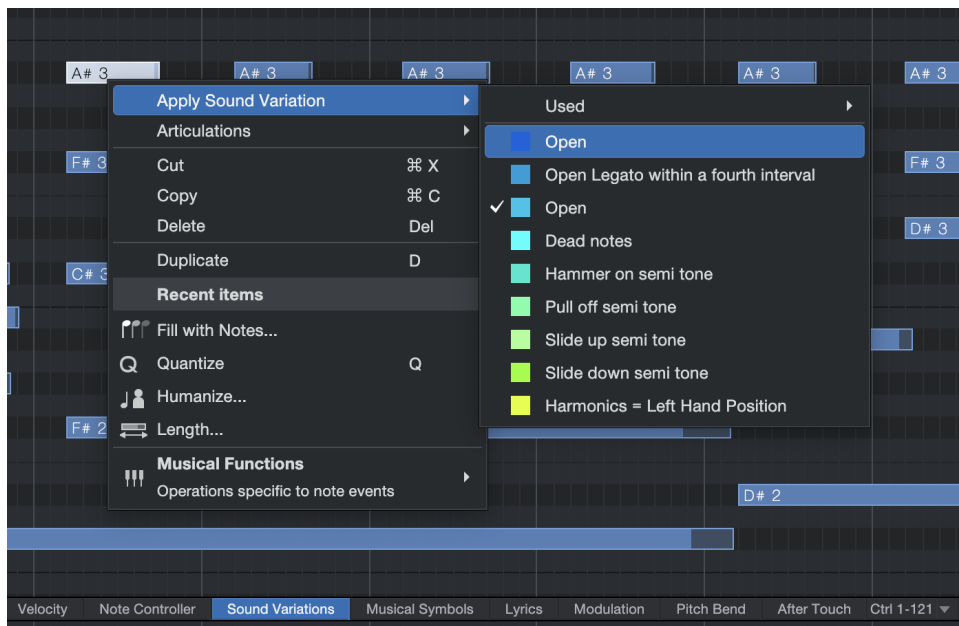 A# 3
A# 3
A# 3
A# 3
A# 3
A# 3
Apply Sound Variation
Articulations
Cut ⌘ X
Copy ⌘ C
Delete Del
Duplicate D
Recent items
Fill with Notes...
Q Quantize Q
Humanize...
Length...
Musical Functions
Operations specific to note events
Used
Open
Open Legato within a fourth interval
Open
Dead notes
Hammer on semi tone
Pull off semi tone
Slide up semi tone
Slide down semi tone
Harmonics = Left Hand Position
F# 3
F# 3
D# 3
C# 3
F# 2
D# 2
Velocity Note Controller Sound Variations Musical Symbols Lyrics Modulation Pitch Bend After Touch Ctrl 1-121